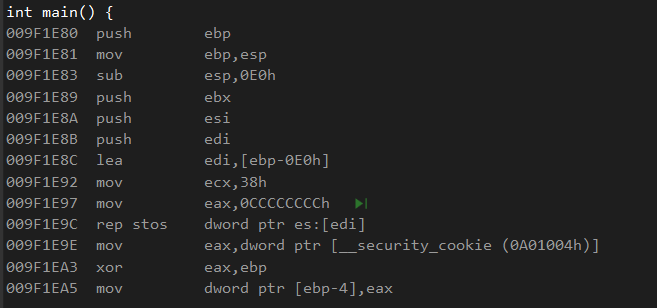 int main() {
009F1E80 push ebp
009F1E81 mov ebp,esp
009F1E83 sub esp,0E0h
009F1E89 push ebx
009F1E8A push esi
009F1E8B push edi
009F1E8C lea edi,[ebp-0E0h]
009F1E92 mov ecx,38h
009F1E97 mov eax,0CCCCCCCCh
009F1E9C rep stos dword ptr es:[edi]
009F1E9E mov eax,dword ptr [__security_cookie (0A01004h)]
009F1EA3 xor eax,ebp
009F1EA5 mov dword ptr [ebp-4],eax